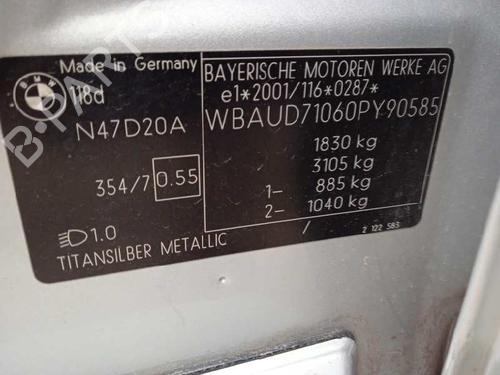 BMW
Made in Germany
118d
N47D20A
354/7 0.55
1.0
TITANSILBER METALLIC
BAYERISCHE MOTOREN WERKE AG
e1*2001/116*0287*
WBAUD71060PY90585
1830 kg
3105 kg
1– 885 kg
2– 1040 kg
/ 2 122 583